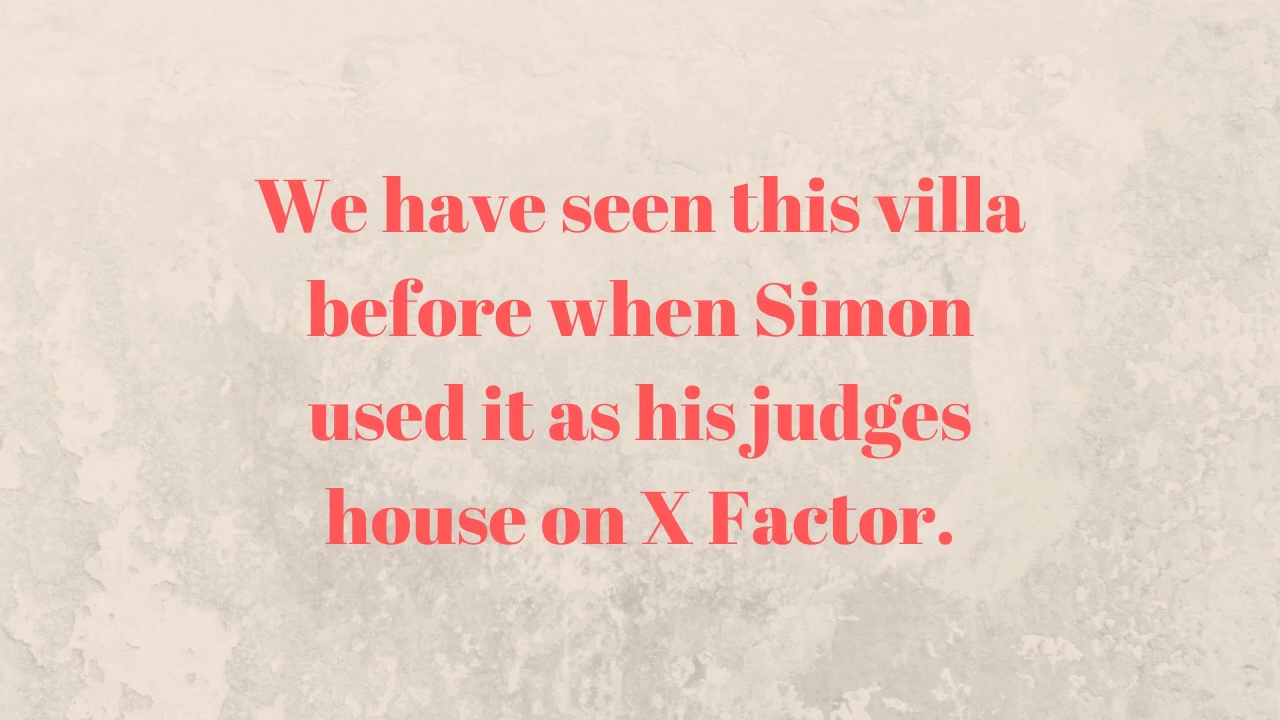 We have seen this villa
before when Simon
used it as his judges
house on X Factor.